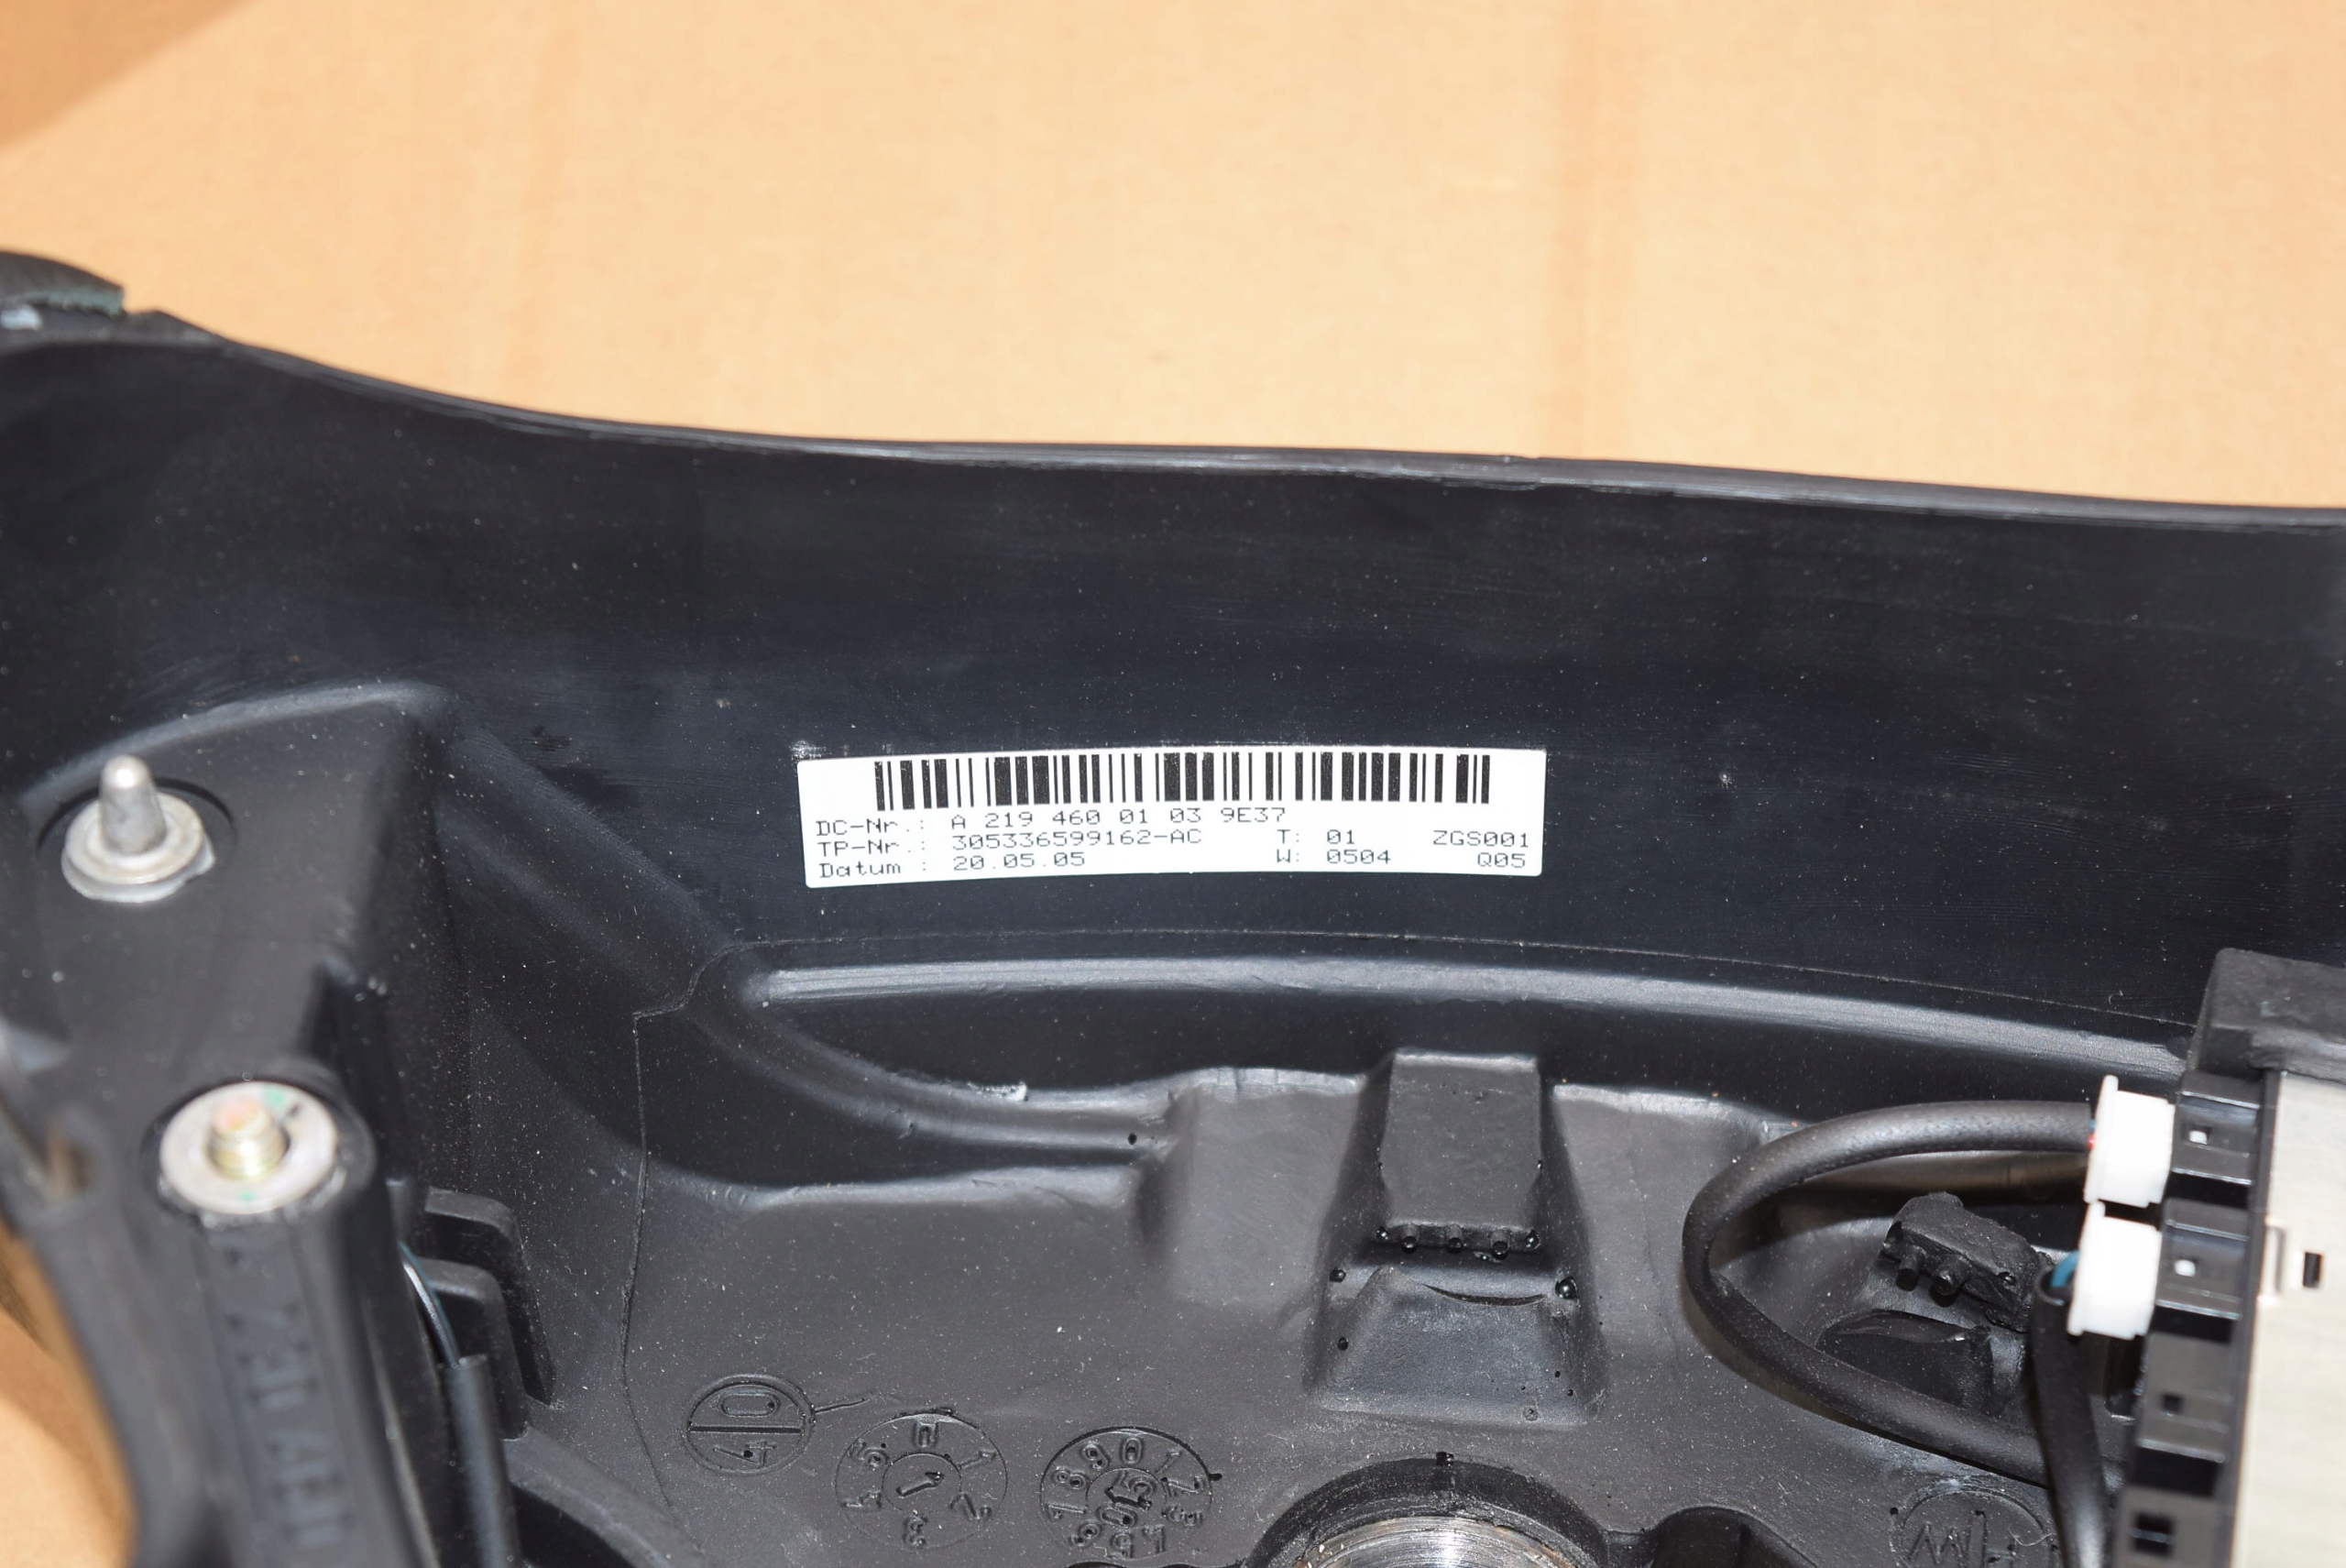 DC-Nr.: A 219 460 01 03 9E37
TP-Nr.: 305336599162-AC T: 01 ZGS001
Datum : 20.05.05 W: 0504 Q05